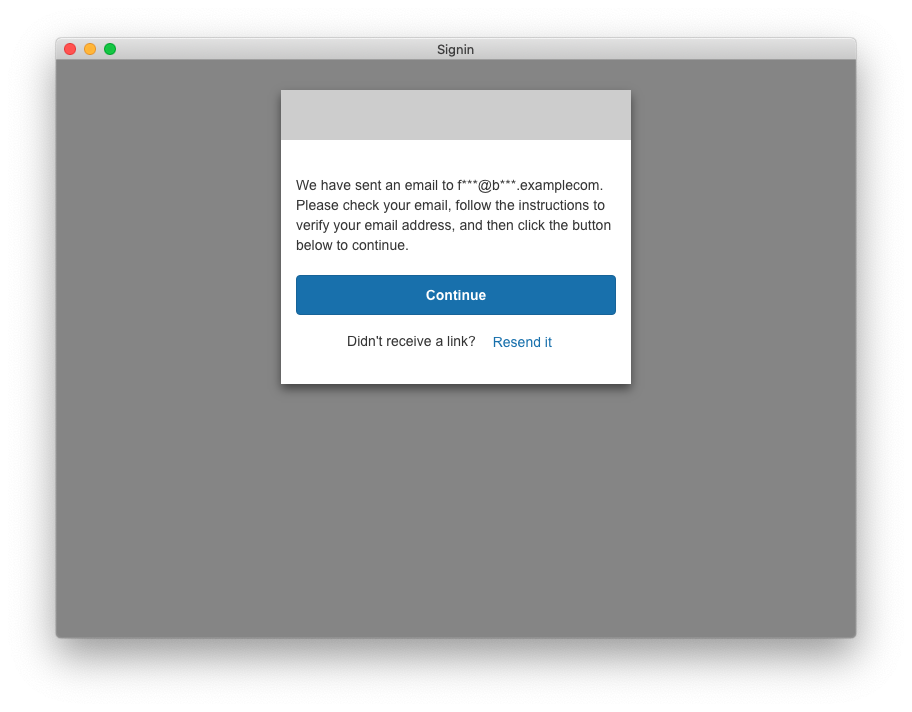 Signin
We have sent an email to f***@b***.examplecom.
Please check your email, follow the instructions to
verify your email address, and then click the button
below to continue.
Continue
Didn't receive a link? Resend it